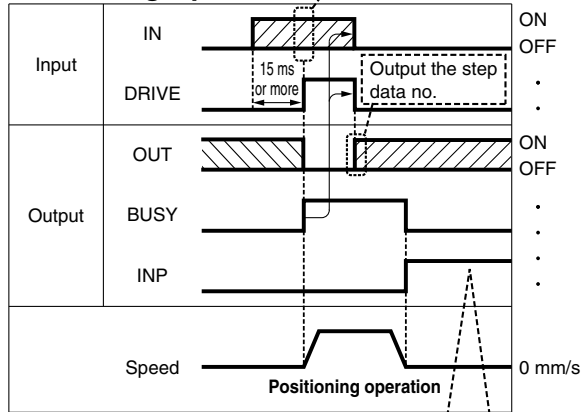 IN
ON
OFF
Input
15 ms
or more
Output the step
data no.
DRIVE
OUT
ON
OFF
Output
BUSY
INP
Speed
0 mm/s
Positioning operation